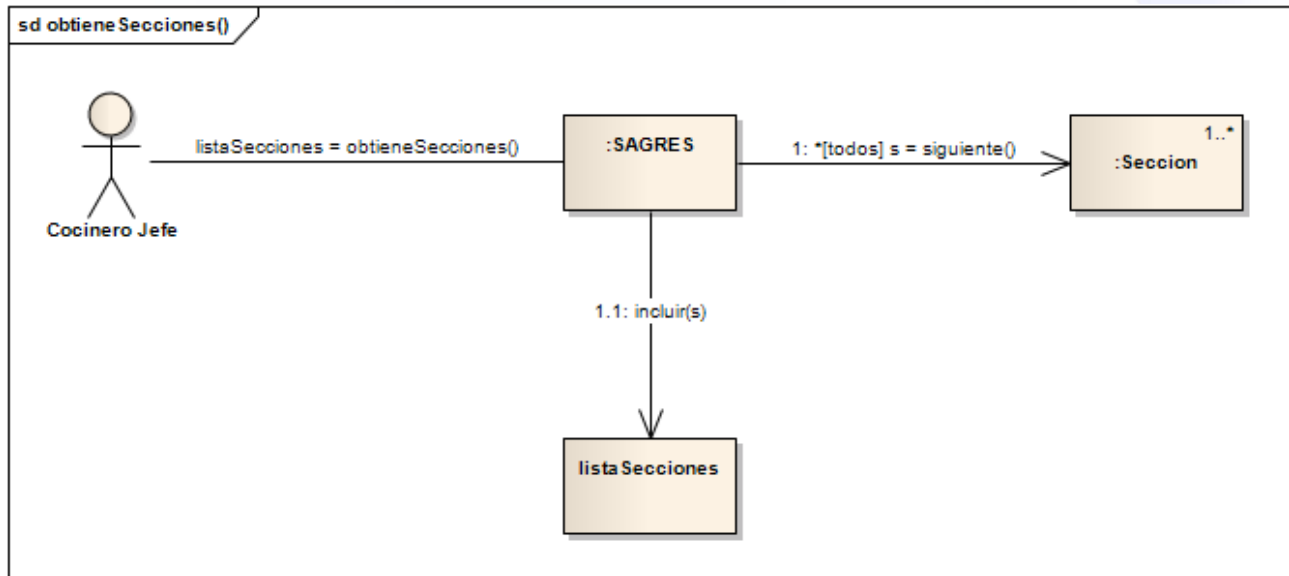 sd obtieneSecciones()
listaSecciones = obtieneSecciones()
:SAGRES
1: *[todos] s = siguiente()
1..*
:Seccion
Cocinero Jefe
1.1: incluir(s)
listaSecciones